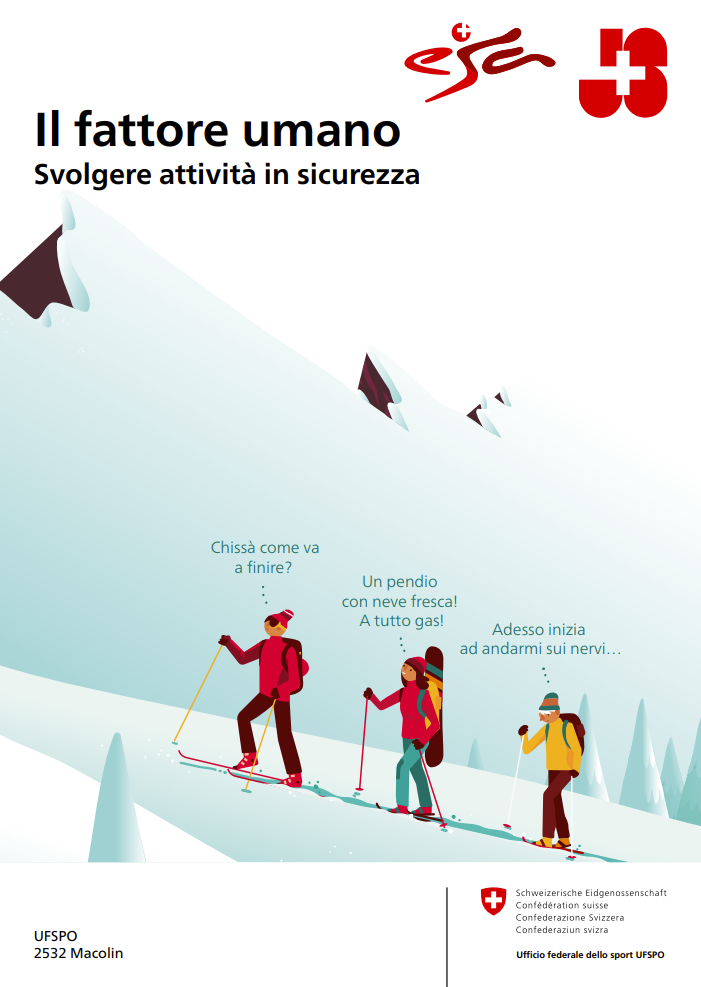 esa
Il fattore umano
Svolgere attività in sicurezza
Chissà come va
a finire?
Un pendio
con neve fresca!
A tutto gas!
Adesso inizia
ad andarmi sui nervi…
UFSPO
2532 Macolin
Schweizerische Eidgenossenschaft
Confédération suisse
Confederazione Svizzera
Confederaziun svizra
Ufficio federale dello sport UFSPO